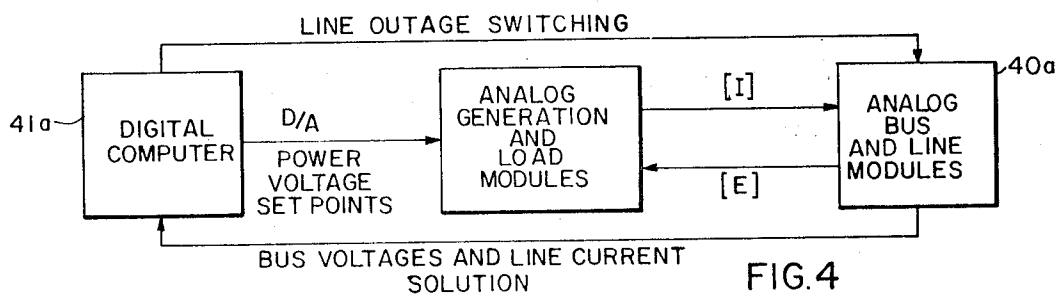 LINE OUTAGE SWITCHING
41a
DIGITAL
COMPUTER
D/A
POWER
VOLTAGE
SET POINTS
ANALOG
GENERATION
AND
LOAD
MODULES
[I]
[E]
40a
ANALOG
BUS
AND LINE
MODULES
BUS VOLTAGES AND LINE CURRENT
SOLUTION
FIG.4